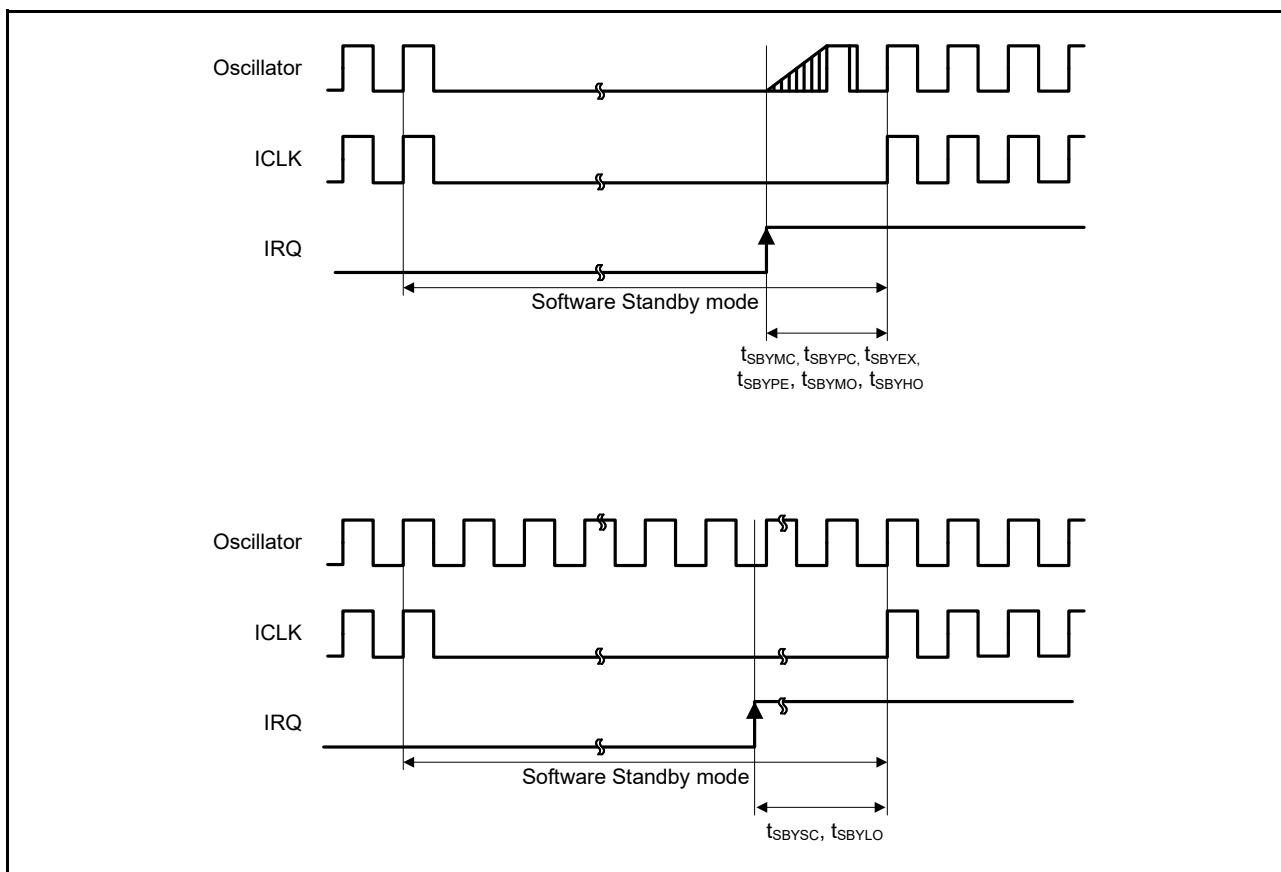 Oscillator
ICLK
IRQ
Software Standby mode
tSBYMC, tSBYPC, tSBYEX,
tSBYPE, tSBYMO, tSBYHO
Oscillator
ICLK
IRQ
Software Standby mode
tSBYSC, tSBYLO